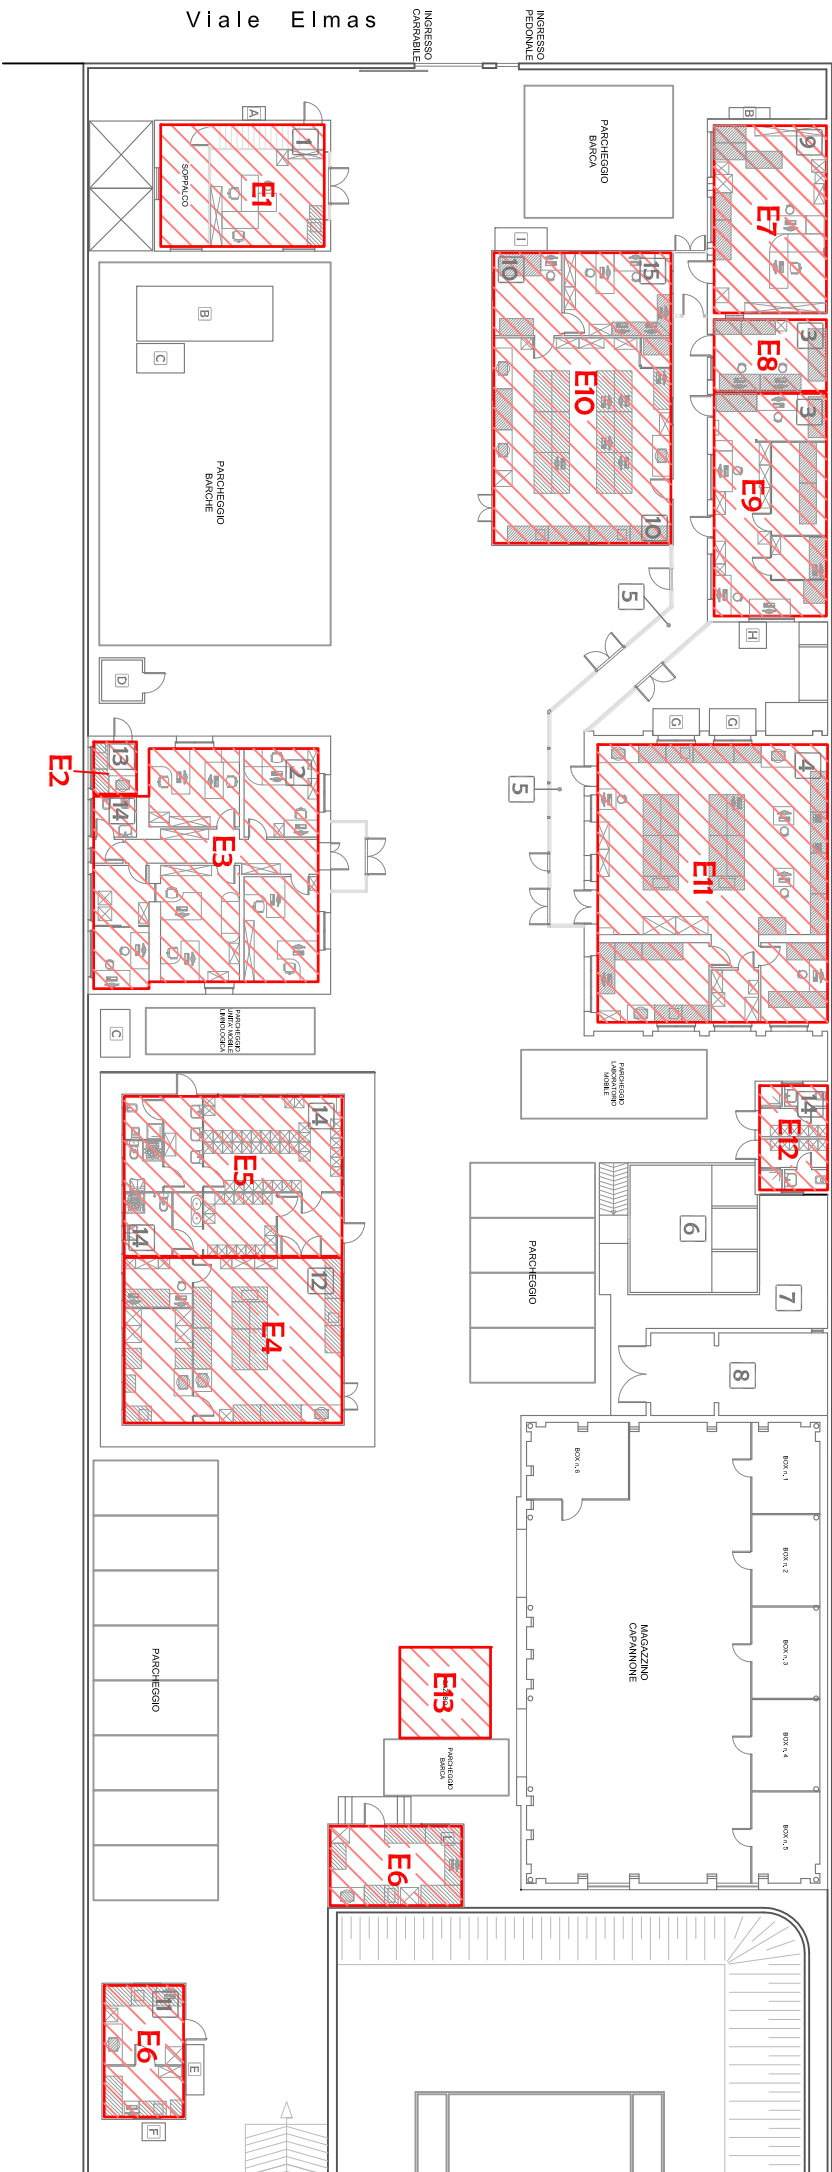 Viale Elmas
INGRESSO
CARRABILE
INGRESSO
PEDONALE
A
1
SOPPALCO
E1
PARCHEGGIO
BARCA
B
9
E7
I
10
15
E10
10
3
E8
3
E9
B
C
PARCHEGGIO
BARCHE
5
H
D
G
C
13
E2
14
2
E3
5
4
E11
C
PARCHEGGIO
UNITA' MOBILE
LIMNOLOGICA
PARCHEGGIO
LABORATORIO
MOBILE
14
E12
14
E5
14
12
E4
PARCHEGGIO
6
7
8
BOX n. 6
BOX n. 1
BOX n. 2
BOX n. 3
BOX n. 4
BOX n. 5
MAGAZZINO
CAPANNONE
PARCHEGGIO
E13
PARCHEGGIO
BARCA
L
E6
11
E6
E
F